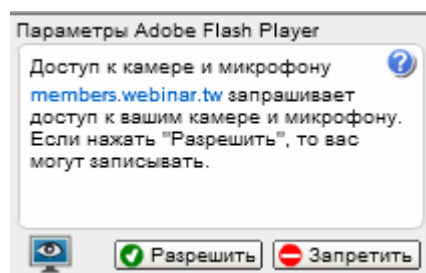 Параметры Adobe Flash Player
Доступ к камере и микрофону
members.webinar.tw запрашивает
доступ к вашим камере и микрофону.
Если нажать "Разрешить", то вас
могут записывать.
Разрешить Запретить